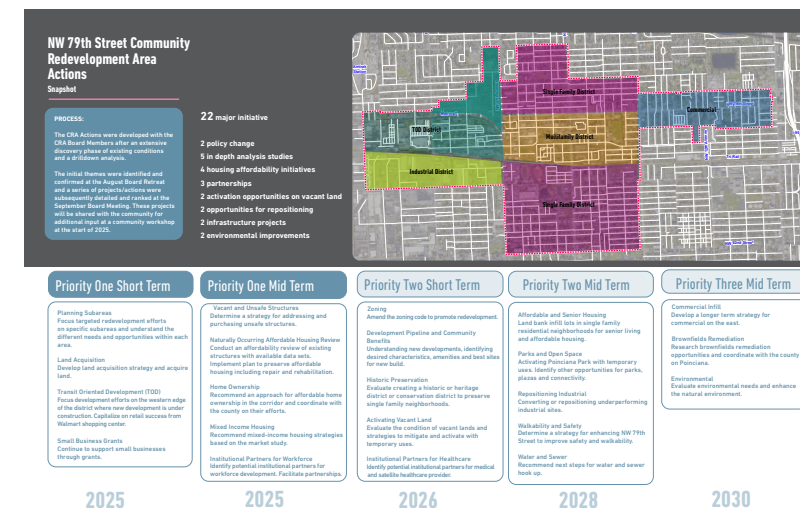 NW 79th Street Community
Redevelopment Area
Actions
Snapshot
PROCESS:
The CRA Actions were developed with the
CRA Board Members after an extensive
discovery phase of existing conditions
and a drilldown analysis.
The initial themes were identified and
confirmed at the August Board Retreat
and a series of projects/actions were
subsequently detailed and ranked at the
September Board Meeting. These projects
will be shared with the community for
additional input at a community workshop
at the start of 2025.
22 major initiative
2 policy change
5 in depth analysis studies
4 housing affordability initiatives
3 partnerships
2 activation opportunities on vacant land
2 opportunities for repositioning
2 infrastructure projects
2 environmental improvements
Single Family District
Commercial
TOD District
Multifamily District
Industrial District
Single Family District
Priority One Short Term
Planning Subareas
Focus targeted redevelopment efforts
on specific subareas and understand the
different needs and opportunities within each
area.
Land Acquisition
Develop land acquisition strategy and acquire
land.
Transit Oriented Development (TOD)
Focus development efforts on the western edge
of the district where new development is under
construction. Capitalize on retail success from
Walmart shopping center.
Small Business Grants
Continue to support small businesses
through grants.
2025
Priority One Mid Term
Vacant and Unsafe Structures
Determine a strategy for addressing and
purchasing unsafe structures.
Naturally Occurring Affordable Housing Review
Conduct an affordability review of existing
structures with available data sets.
Implement plan to preserve affordable
housing including repair and rehabilitation.
Home Ownership
Recommend an approach for affordable home
ownership in the corridor and coordinate with
the county on their efforts.
Mixed Income Housing
Recommend mixed-income housing strategies
based on the market study.
Institutional Partners for Workforce
Identify potential institutional partners for
workforce development. Facilitate partnerships.
2025
Priority Two Short Term
Zoning
Amend the zoning code to promote redevelopment.
Development Pipeline and Community
Benefits
Understanding new developments, identifying
desired characteristics, amenities and best sites
for new build.
Historic Preservation
Evaluate creating a historic or heritage
district or conservation district to preserve
single family neighborhoods.
Activating Vacant Land
Evaluate the condition of vacant lands and
strategies to mitigate and activate with
temporary uses.
Institutional Partners for Healthcare
Identify potential institutional partners for medical
and satellite healthcare provider.
2026
Priority Two Mid Term
Affordable and Senior Housing
Land bank infill lots in single family
residential neighborhoods for senior living
and affordable housing.
Parks and Open Space
Activating Poinciana Park with temporary
uses. Identify other opportunities for parks,
plazas and connectivity.
Repositioning Industrial
Converting or repositioning underperforming
industrial sites.
Walkability and Safety
Determine a strategy for enhancing NW 79th
Street to improve safety and walkability.
Water and Sewer
Recommend next steps for water and sewer
hook up.
2028
Priority Three Mid Term
Commercial Infill
Develop a longer term strategy for
commercial on the east.
Brownfields Remediation
Research brownfields remediation
opportunities and coordinate with the county
on Poinciana.
Environmental
Evaluate environmental needs and enhance
the natural environment.
2030